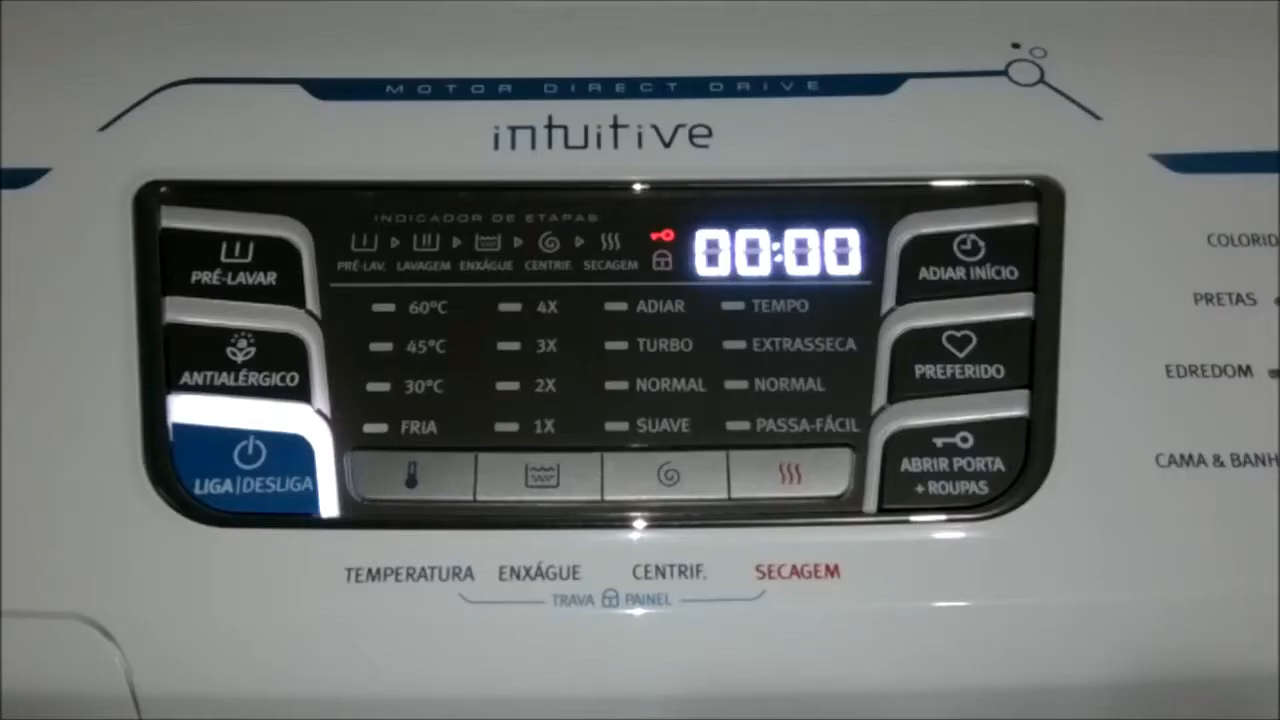 MOTOR DIRECT DRIVE
intuitive
INDICADOR DE ETAPAS
PRÉ-LAV. LAVAGEM ENXÁGUE CENTRIF. SECAGEM
00:00
PRÉ-LAVAR
ANTIALÉRGICO
LIGA|DESLIGA
60°C 4X ADIAR TEMPO
45°C 3X TURBO EXTRASSECA
30°C 2X NORMAL NORMAL
FRIA 1X SUAVE PASSA-FÁCIL
ADIAR INÍCIO
PREFERIDO
ABRIR PORTA
+ ROUPAS
TEMPERATURA ENXÁGUE CENTRIF. SECAGEM
TRAVA PAINEL
COLORID
PRETAS
EDREDOM
CAMA & BANH